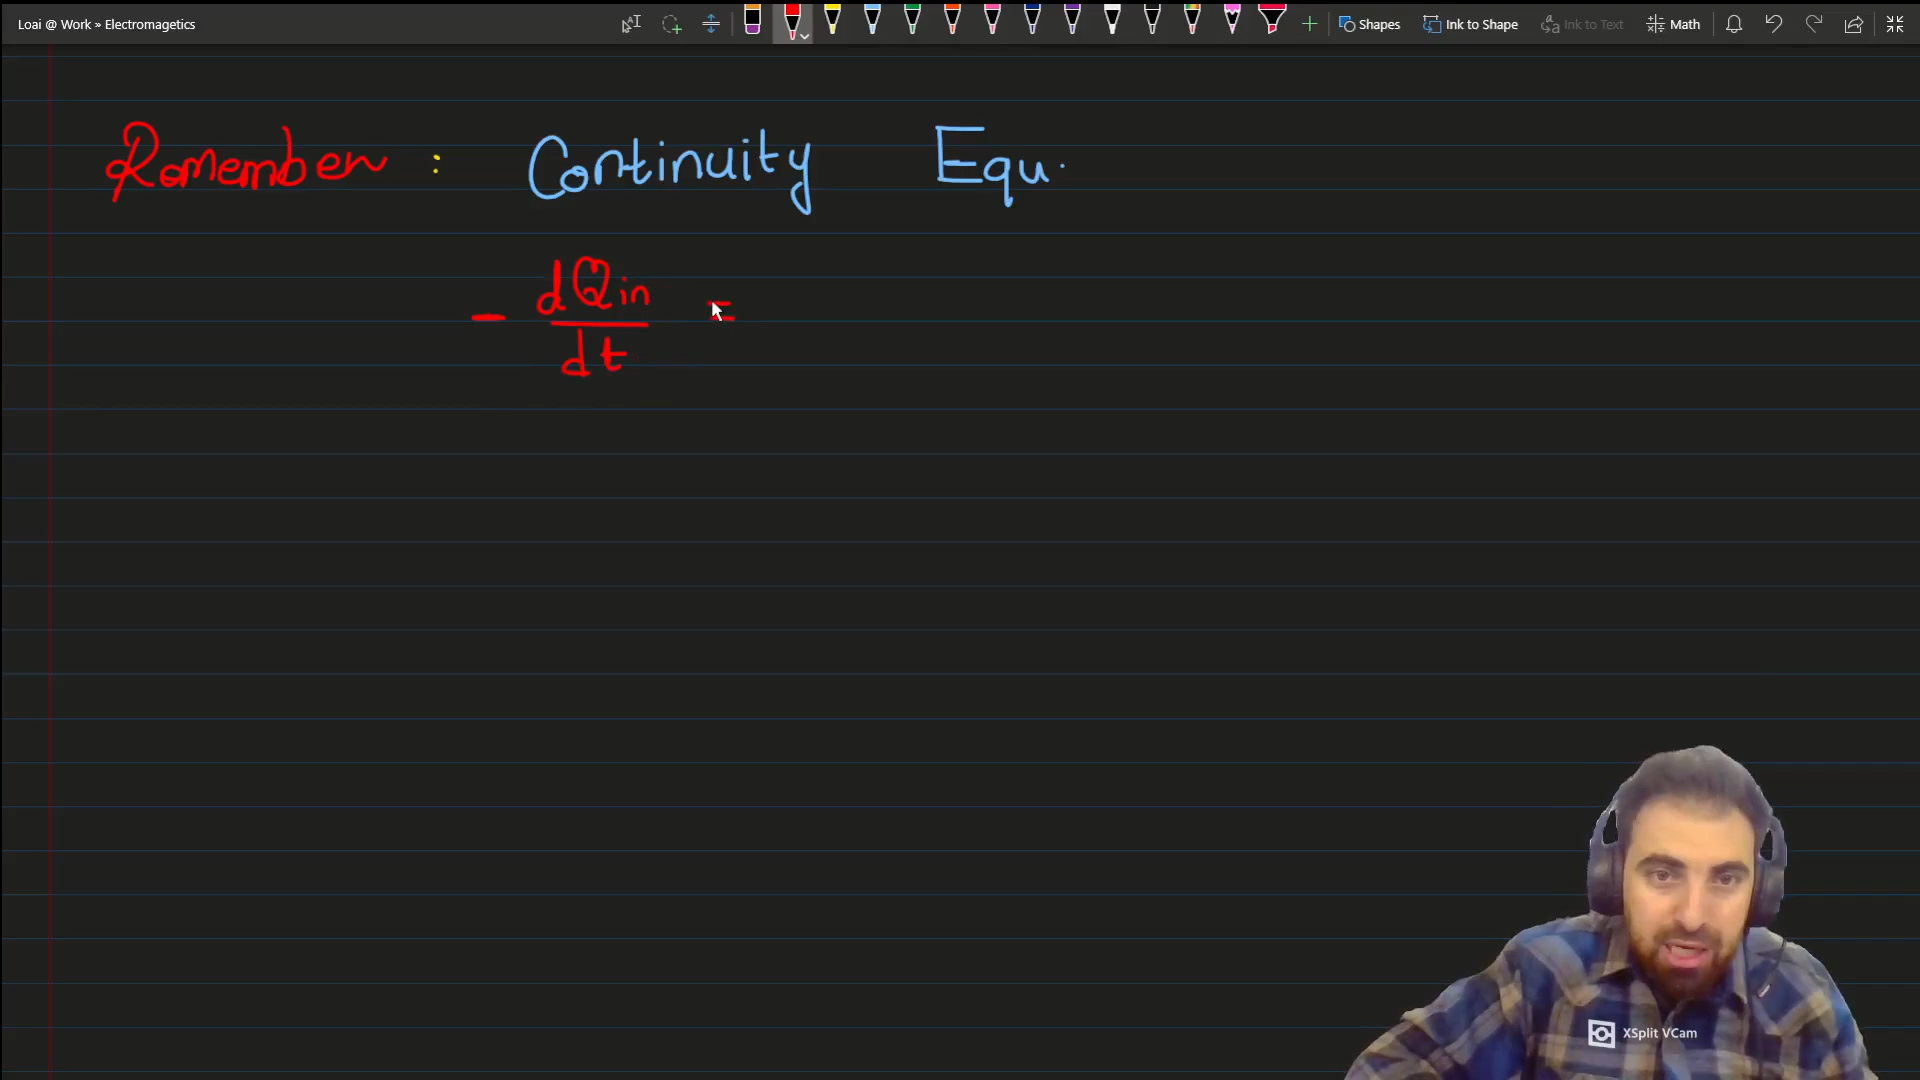 Loai @ Work » Electromagetics
Shapes Ink to Shape Ink to Text Math
Remember : Continuity Equ.
- dQin =
dt
XSplit VCam